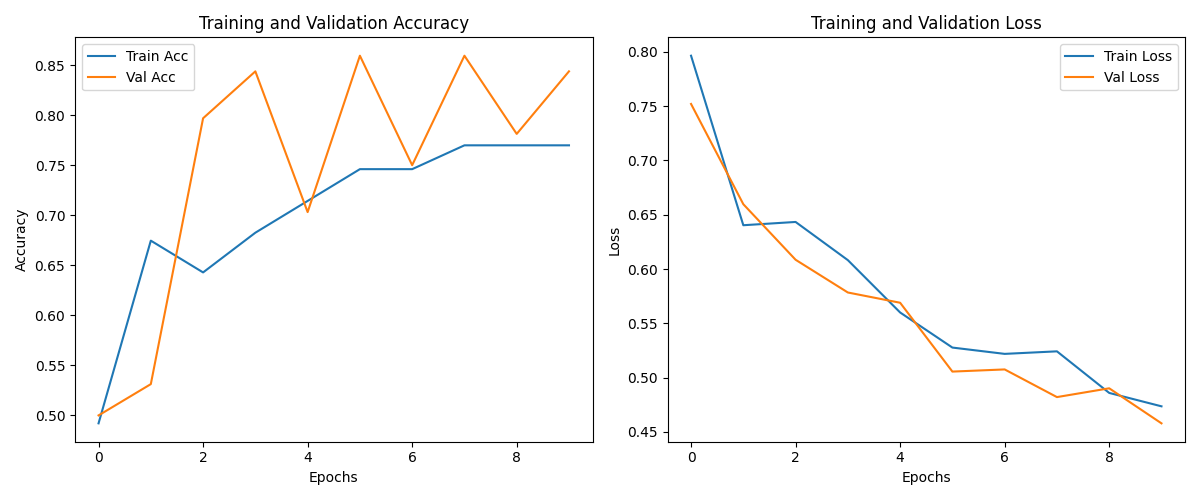 Training and Validation Accuracy
Train Acc
Val Acc
0.85
0.80
0.75
0.70
0.65
0.60
0.55
0.50
Accuracy
0 2 4 6 8
Epochs
Training and Validation Loss
Train Loss
Val Loss
0.80
0.75
0.70
0.65
0.60
0.55
0.50
0.45
Loss
0 2 4 6 8
Epochs